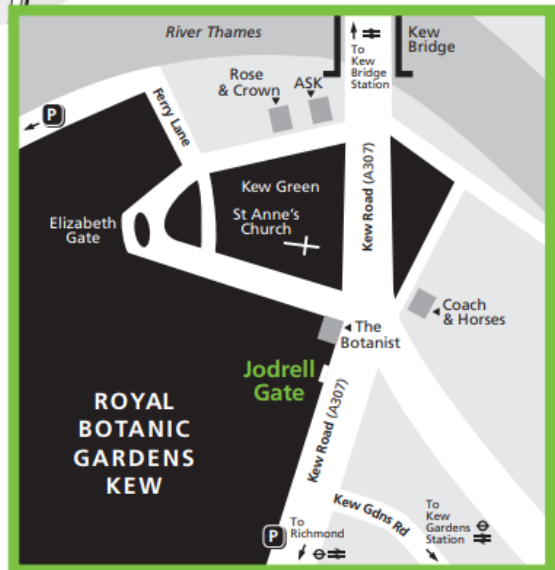 River Thames
To
Kew
Bridge
Station
Kew
Bridge
Rose
& Crown
ASK
P
Ferry Lane
Kew Green
St Anne's
Church
Kew Road (A307)
Elizabeth
Gate
Coach
& Horses
The
Botanist
Jodrell
Gate
ROYAL
BOTANIC
GARDENS
KEW
Kew Road (A307)
Kew Gdns Rd
To
Kew
Gardens
Station
P
To
Richmond